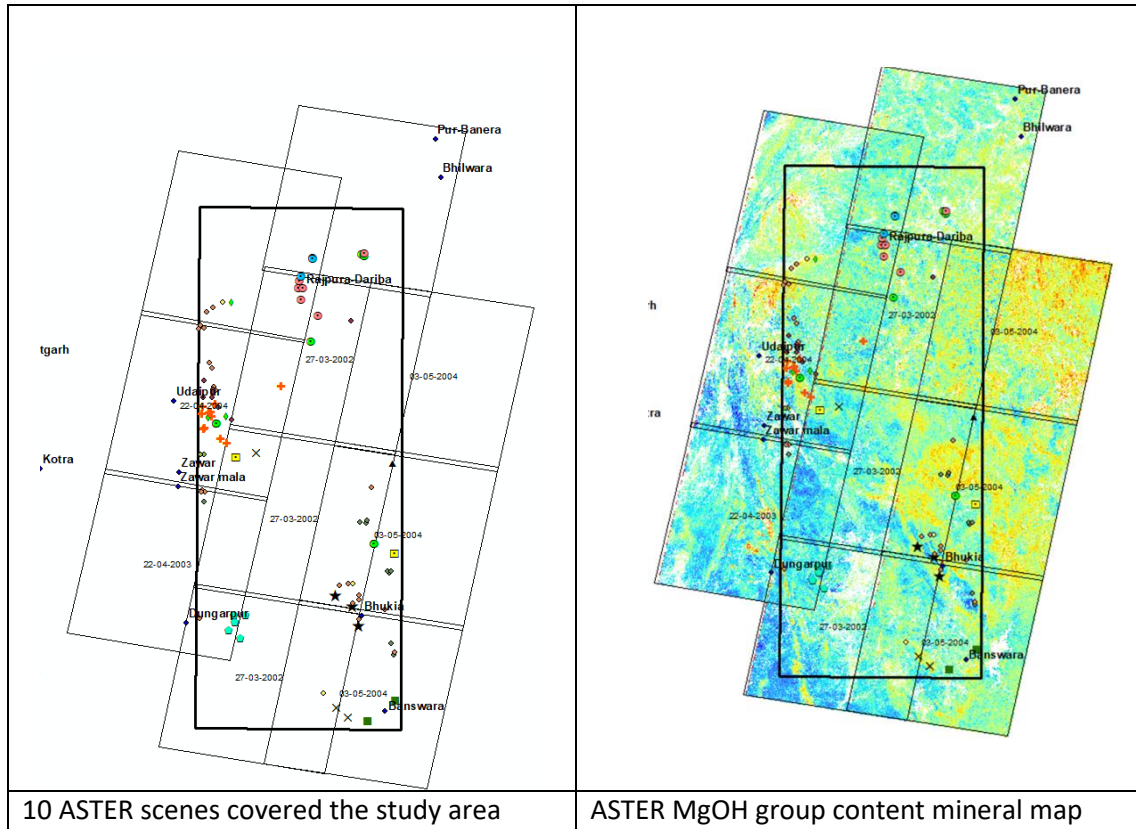 Pur-Banera
Bhilwara
Rajpura-Dariba
27-03-2002
tgarh
03-05-2004
Udaipur
22-04-2004
Kotra
Zawar
Zawar mala
27-03-2002
03-05-2004
22-04-2003
Bhukia
Dungarpur
27-03-2002
03-05-2004
Banswara
10 ASTER scenes covered the study area
Pur-Banera
Bhilwara
Rajpura-Dariba
rh
27-03-2002
03-05-2004
Udaipur
22-04-2004
Zawar
Zawar mala
27-03-2002
03-05-2004
22-04-2003
Bhukia
Dungarpur
27-03-2002
03-05-2004
Banswara
ASTER MgOH group content mineral map